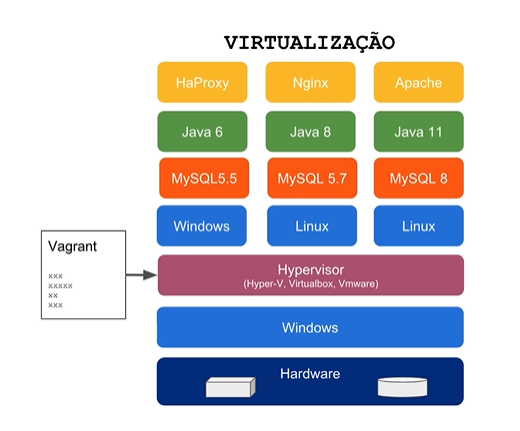 VIRTUALIZAÇÃO
HaProxy
Nginx
Apache
Java 6
Java 8
Java 11
MySQL5.5
MySQL 5.7
MySQL 8
Windows
Linux
Linux
Vagrant
xxx
xxxxx
xx
xxx
Hypervisor
(Hyper-V, Virtualbox, Vmware)
Windows
Hardware